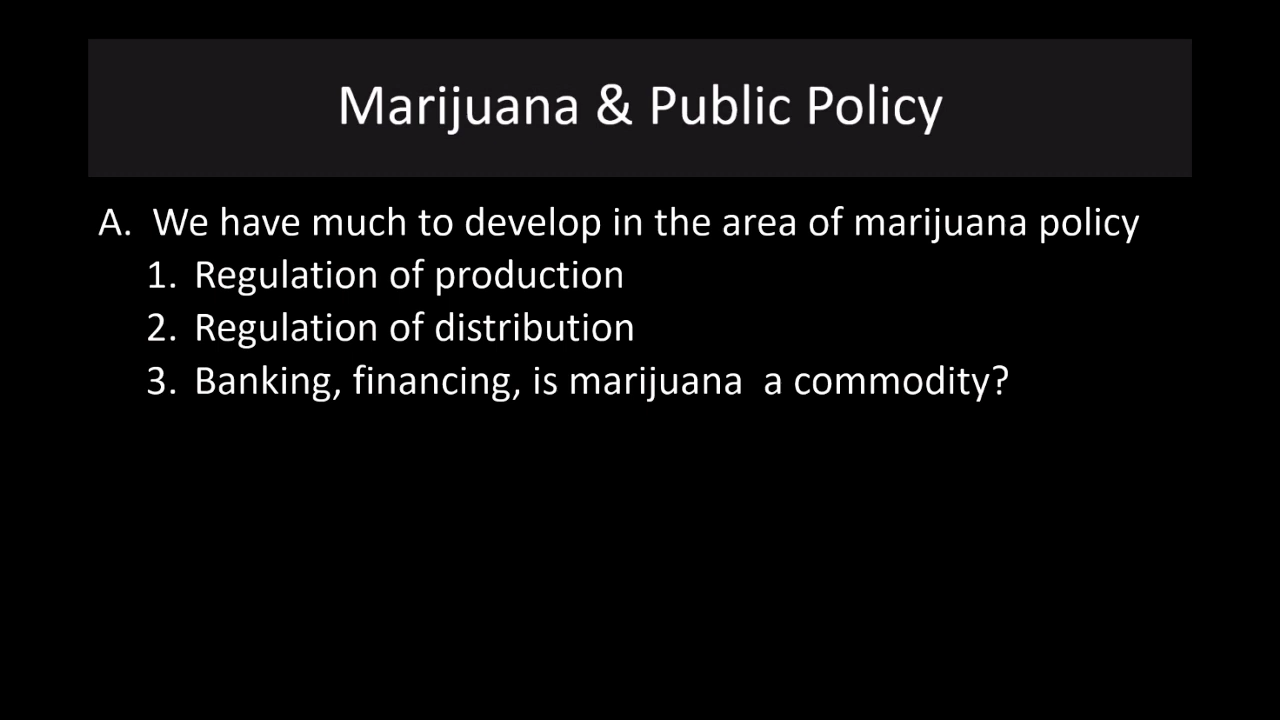 Marijuana & Public Policy
A. We have much to develop in the area of marijuana policy
1. Regulation of production
2. Regulation of distribution
3. Banking, financing, is marijuana  a commodity?